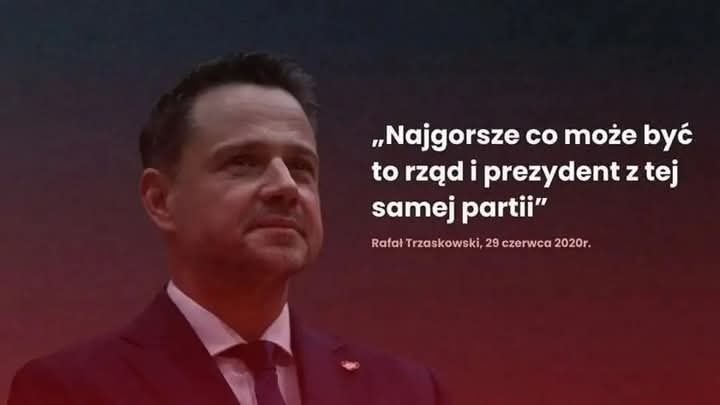 „Najgorsze co może być
to rząd i prezydent z tej
samej partii”
Rafał Trzaskowski, 29 czerwca 2020r.